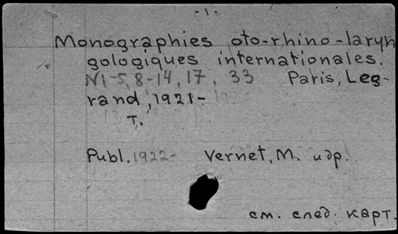 - 1. -
Monographies oto-rhino-laryn
gologiques internationales.
N1-5, 8-14, 17, 33 Paris, Leg-
rand, 1921-
т.
Publ. 1922- Vernet, M. и др.
см. след. карт.